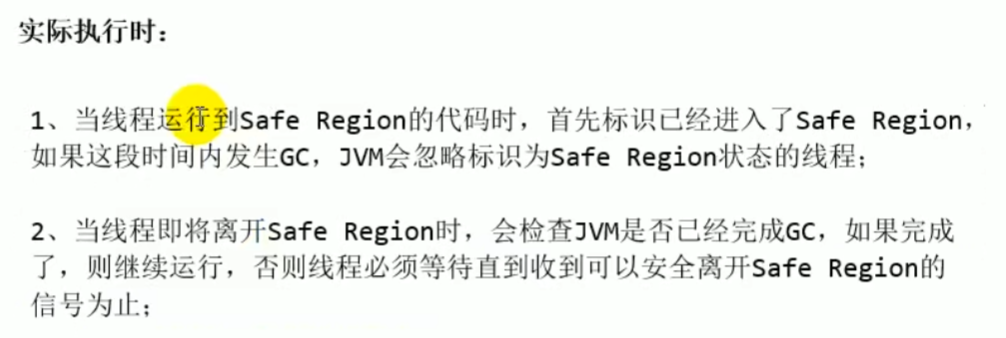 实际执行时：
1、当线程运行到Safe Region的代码时，首先标识已经进入了Safe Region，
如果这段时间内发生GC，JVM会忽略标识为Safe Region状态的线程；
2、当线程即将离开Safe Region时，会检查JVM是否已经完成GC，如果完成
了，则继续运行，否则线程必须等待直到收到可以安全离开Safe Region的
信号为止；